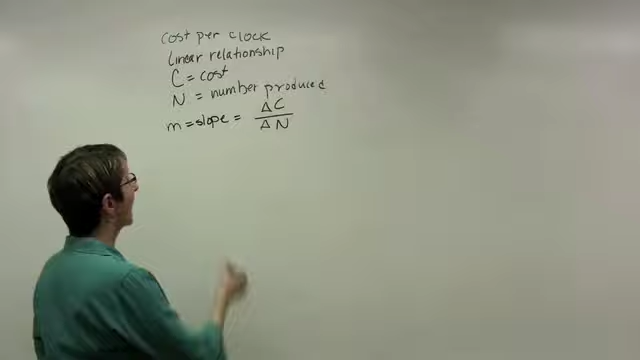 cost per clock
linear relationship
C = cost
N = number produced
m = slope = ΔC / ΔN